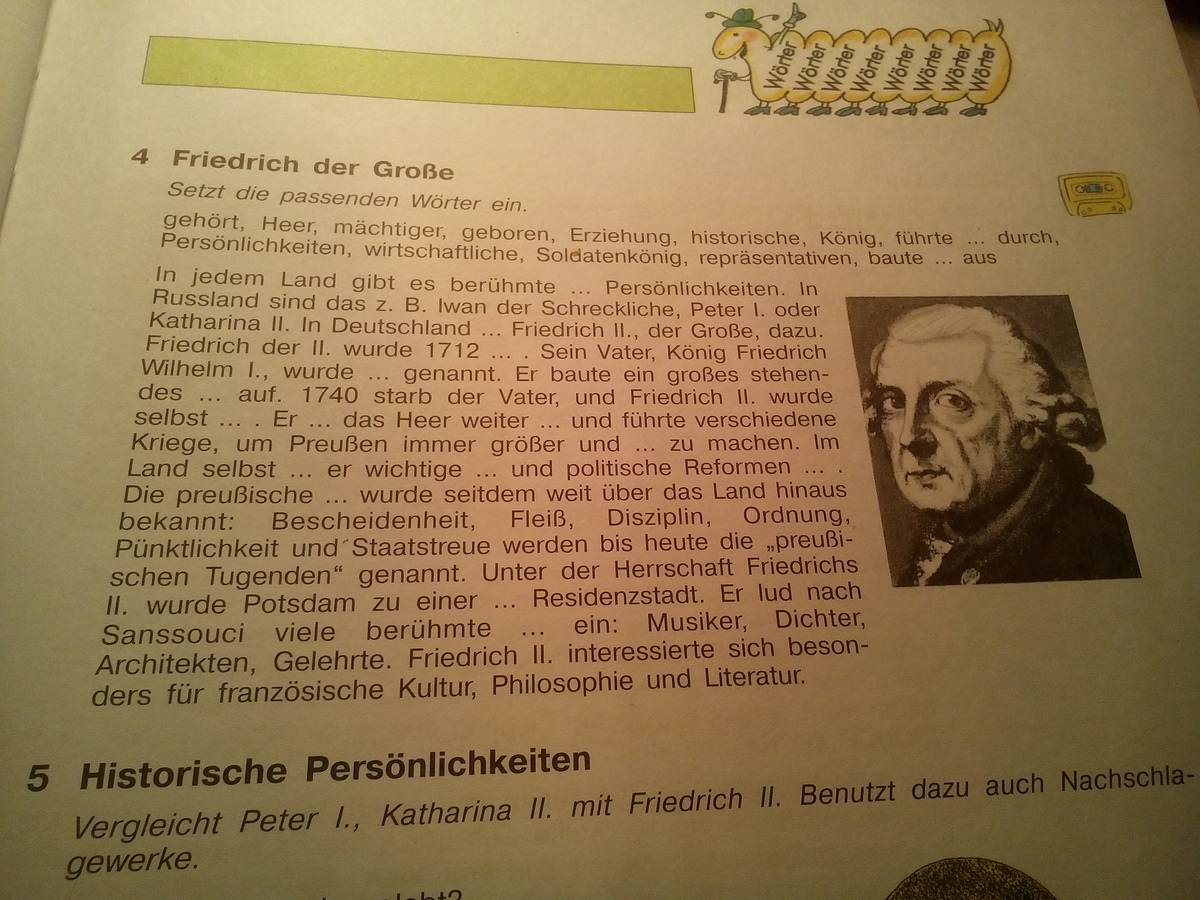 Wörter Wörter Wörter Wörter Wörter Wörter Wörter Wörter
4 Friedrich der Große
Setzt die passenden Wörter ein.
gehört, Heer, mächtiger, geboren, Erziehung, historische, König, führte ... durch,
Persönlichkeiten, wirtschaftliche, Soldatenkönig, repräsentativen, baute ... aus
In jedem Land gibt es berühmte ... Persönlichkeiten. In
Russland sind das z. B. Iwan der Schreckliche, Peter I. oder
Katharina II. In Deutschland ... Friedrich II., der Große, dazu.
Friedrich der II. wurde 1712 ... . Sein Vater, König Friedrich
Wilhelm I., wurde ... genannt. Er baute ein großes stehen-
des ... auf. 1740 starb der Vater, und Friedrich II. wurde
selbst ... . Er ... das Heer weiter ... und führte verschiedene
Kriege, um Preußen immer größer und ... zu machen. Im
Land selbst ... er wichtige ... und politische Reformen ... .
Die preußische ... wurde seitdem weit über das Land hinaus
bekannt: Bescheidenheit, Fleiß, Disziplin, Ordnung,
Pünktlichkeit und Staatstreue werden bis heute die „preußi-
schen Tugenden“ genannt. Unter der Herrschaft Friedrichs
II. wurde Potsdam zu einer ... Residenzstadt. Er lud nach
Sanssouci viele berühmte ... ein: Musiker, Dichter,
Architekten, Gelehrte. Friedrich II. interessierte sich beson-
ders für französische Kultur, Philosophie und Literatur.
5 Historische Persönlichkeiten
Vergleicht Peter I., Katharina II. mit Friedrich II. Benutzt dazu auch Nachschla-
gewerke.